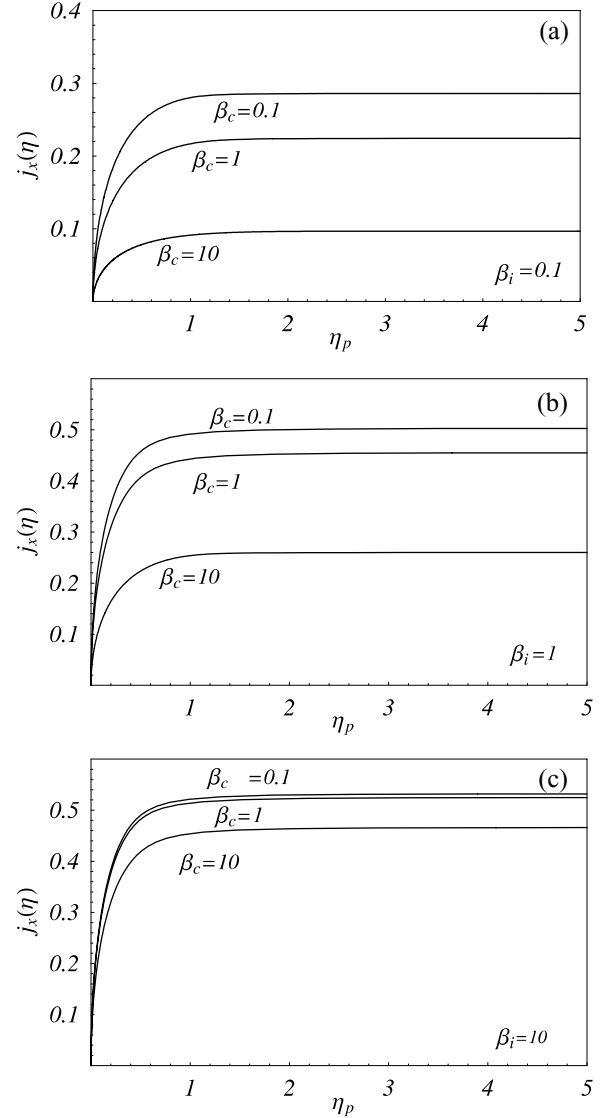 0.4
(a)
0.3
β_c=0.1
j_x(η)
0.2
β_c=1
0.1
β_c=10
β_i=0.1
1 2 3 4 5
η_p
(b)
β_c=0.1
0.5
0.4
β_c=1
j_x(η)
0.3
0.2
β_c=10
0.1
β_i=1
1 2 3 4 5
η_p
β_c =0.1
(c)
0.5
β_c=1
0.4
β_c=10
j_x(η)
0.3
0.2
0.1
β_i=10
1 2 3 4 5
η_p